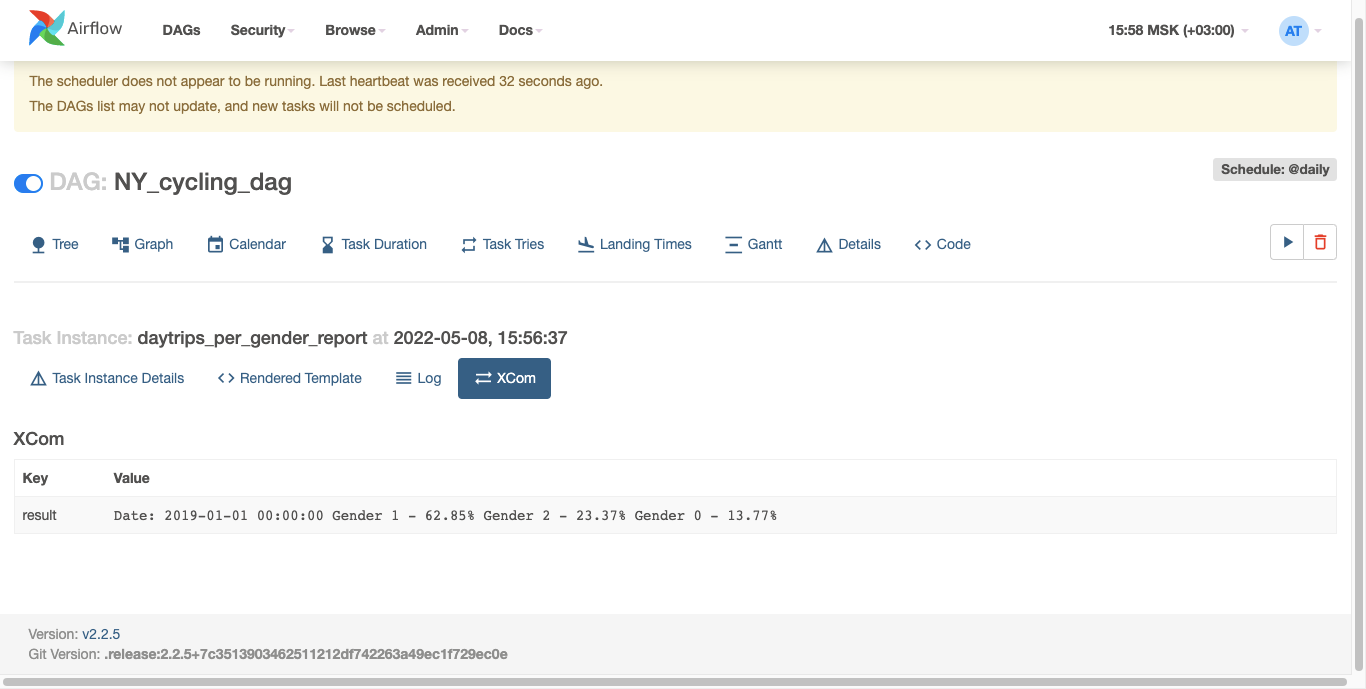 Airflow DAGs Security Browse Admin Docs 15:58 MSK (+03:00) AT
The scheduler does not appear to be running. Last heartbeat was received 32 seconds ago.
The DAGs list may not update, and new tasks will not be scheduled.
Schedule: @daily
DAG: NY_cycling_dag
Tree Graph Calendar Task Duration Task Tries Landing Times Gantt Details <> Code
Task Instance: daytrips_per_gender_report at 2022-05-08, 15:56:37
Task Instance Details <> Rendered Template Log XCom
XCom
Key Value
result Date: 2019-01-01 00:00:00 Gender 1 - 62.85% Gender 2 - 23.37% Gender 0 - 13.77%
Version: v2.2.5
Git Version: .release:2.2.5+7c3513903462511212df742263a49ec1f729ec0e